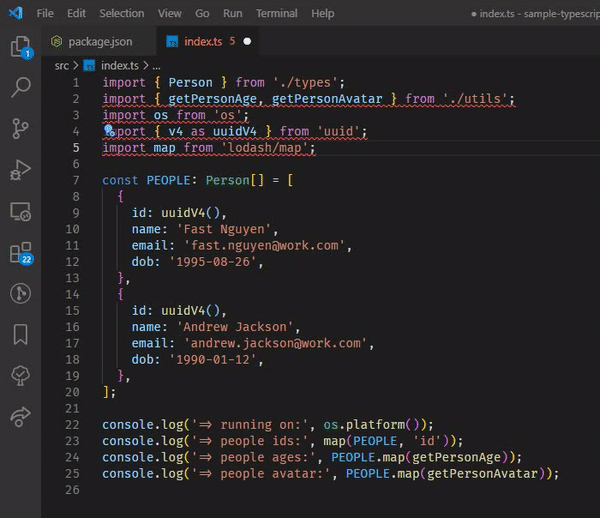 File Edit Selection View Go Run Terminal Help
index.ts - sample-typescrip
package.json
TS index.ts 5
src > TS index.ts > ...
1 import { Person } from './types';
2 import { getPersonAge, getPersonAvatar } from './utils';
3 import os from 'os';
4 port { v4 as uuidV4 } from 'uuid';
5 import map from 'lodash/map';
6
7 const PEOPLE: Person[] = [
8 {
9 id: uuidV4(),
10 name: 'Fast Nguyen',
11 email: 'fast.nguyen@work.com',
12 dob: '1995-08-26',
13 },
14 {
15 id: uuidV4(),
16 name: 'Andrew Jackson',
17 email: 'andrew.jackson@work.com',
18 dob: '1990-01-12',
19 },
20 ];
21
22 console.log('⇒ running on:', os.platform());
23 console.log('⇒ people ids:', map(PEOPLE, 'id'));
24 console.log('⇒ people ages:', PEOPLE.map(getPersonAge));
25 console.log('⇒ people avatar:', PEOPLE.map(getPersonAvatar));
26
1
22